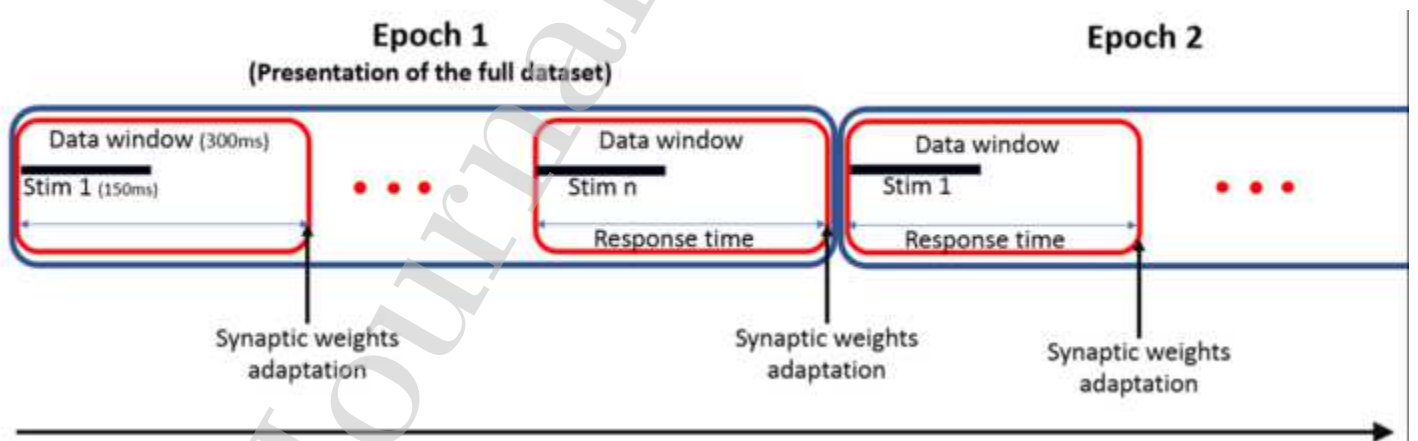 Epoch 1
(Presentation of the full dataset)
Epoch 2
Data window (300ms)
Stim 1 (150ms)
Data window
Stim n
Response time
Data window
Stim 1
Response time
Synaptic weights
adaptation
Synaptic weights
adaptation
Synaptic weights
adaptation
Journal